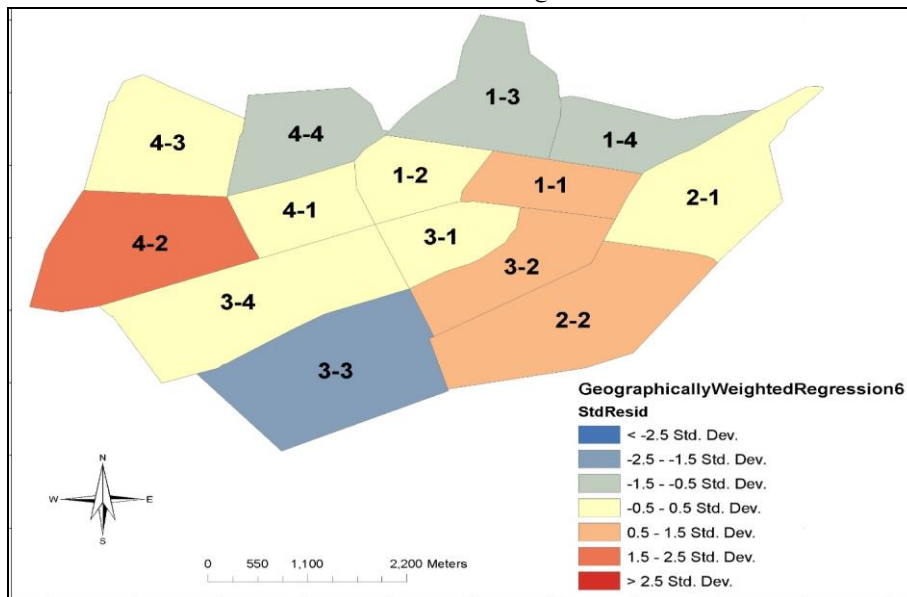 1-3
4-3
4-4
1-4
1-2
1-1
2-1
4-1
4-2
3-1
3-2
3-4
2-2
3-3
GeographicallyWeightedRegression6
StdResid
< -2.5 Std. Dev.
-2.5 - -1.5 Std. Dev.
-1.5 - -0.5 Std. Dev.
-0.5 - 0.5 Std. Dev.
0.5 - 1.5 Std. Dev.
1.5 - 2.5 Std. Dev.
> 2.5 Std. Dev.
N
W E
S
0 550 1,100 2,200 Meters